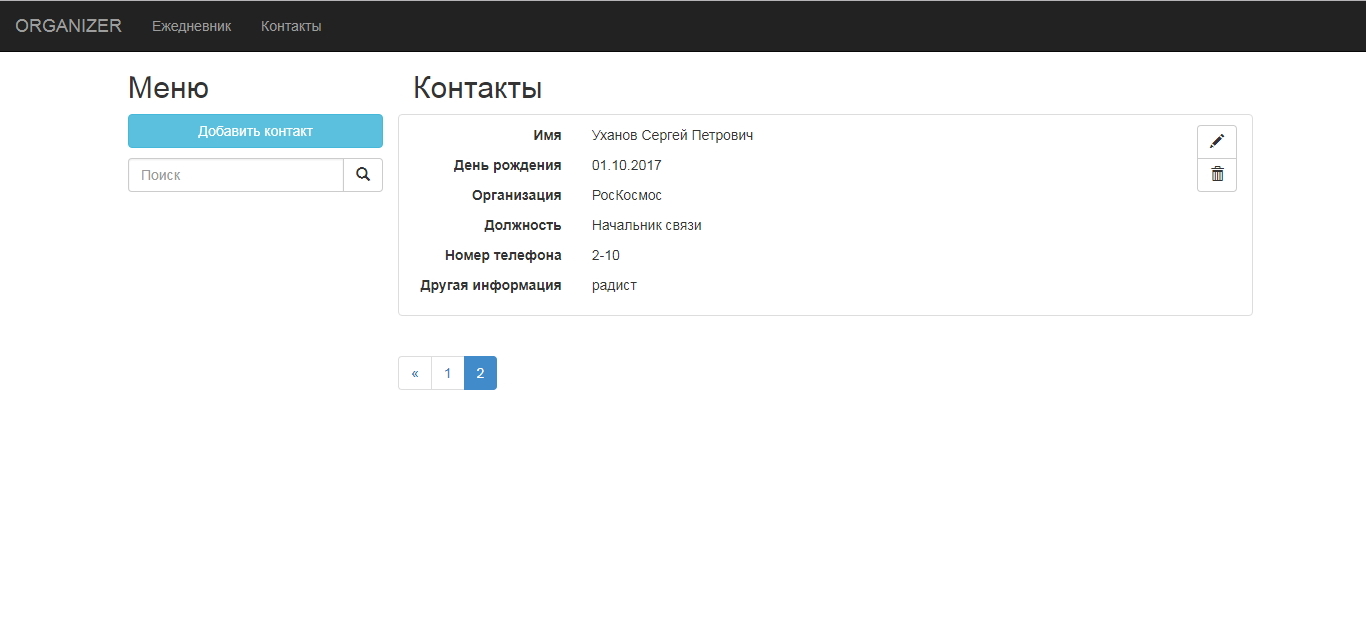 ORGANIZER Ежедневник Контакты
Меню
Добавить контакт
Поиск
Контакты
Имя Уханов Сергей Петрович
День рождения 01.10.2017
Организация РосКосмос
Должность Начальник связи
Номер телефона 2-10
Другая информация радист
« 1 2